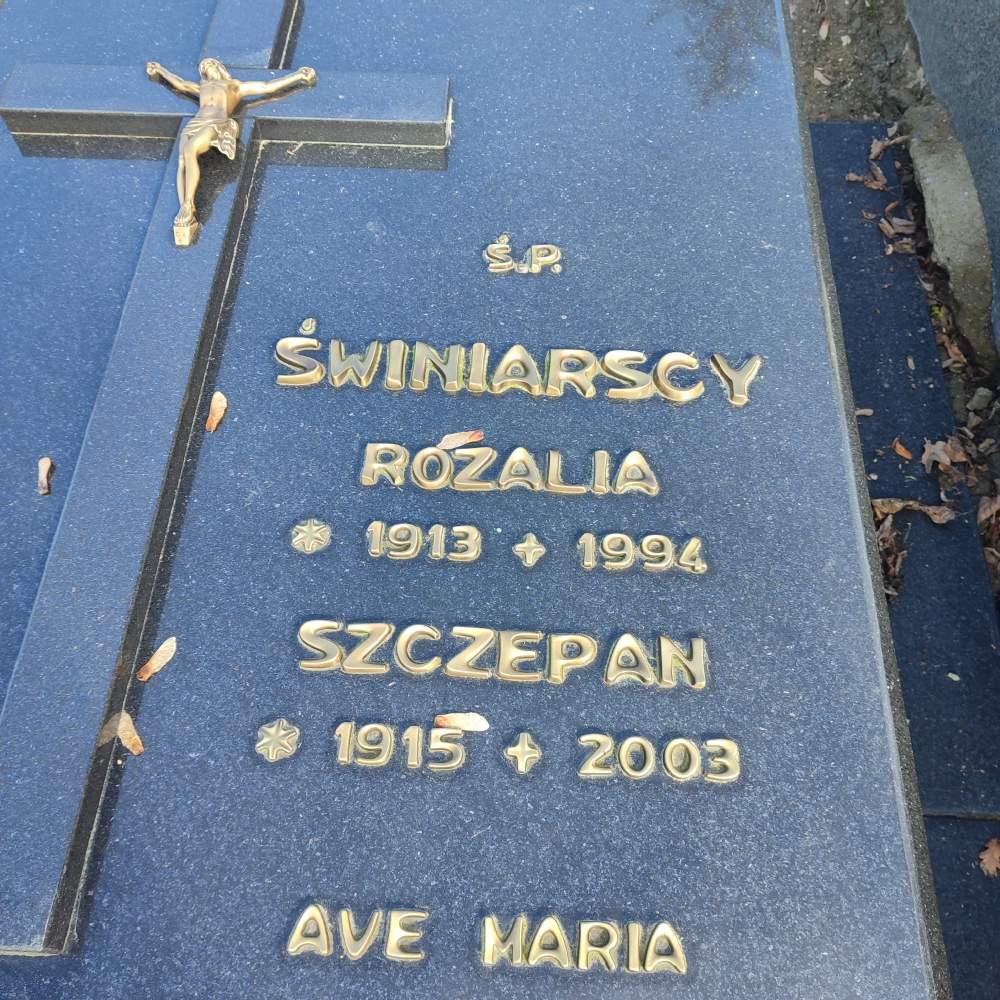 Ś.P.
ŚWINIARSCY
ROZALIA
* 1913 + 1994
SZCZEPAN
* 1915 + 2003
AVE MARIA